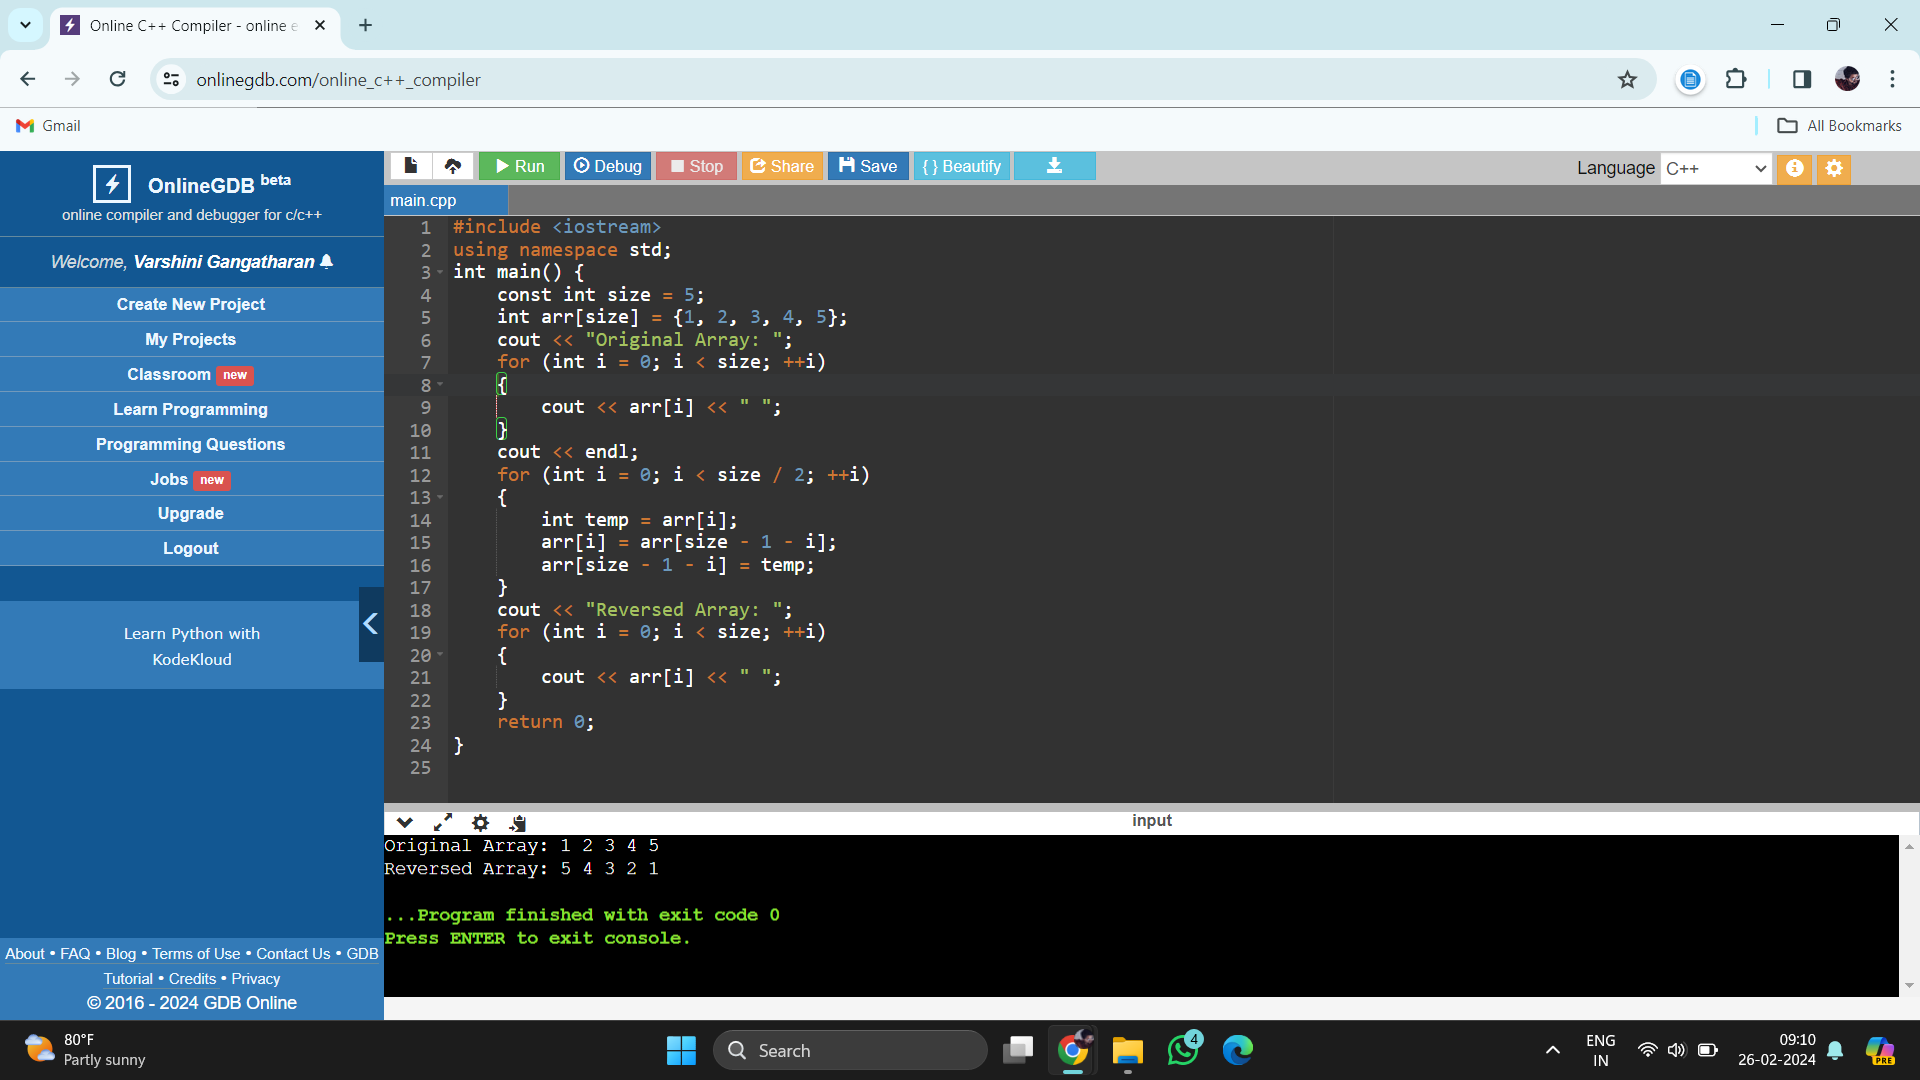 Online C++ Compiler - online e
onlinegdb.com/online_c++_compiler
Gmail
All Bookmarks
OnlineGDB beta
online compiler and debugger for c/c++
Welcome, Varshini Gangatharan
Create New Project
My Projects
Classroom new
Learn Programming
Programming Questions
Jobs new
Upgrade
Logout
Learn Python with
KodeKloud
About • FAQ • Blog • Terms of Use • Contact Us • GDB
Tutorial • Credits • Privacy
© 2016 - 2024 GDB Online
Run Debug Stop Share Save { } Beautify
Language C++
main.cpp
1 #include <iostream>
2 using namespace std;
3 int main() {
4     const int size = 5;
5     int arr[size] = {1, 2, 3, 4, 5};
6     cout << "Original Array: ";
7     for (int i = 0; i < size; ++i)
8     {
9         cout << arr[i] << " ";
10     }
11     cout << endl;
12     for (int i = 0; i < size / 2; ++i)
13     {
14         int temp = arr[i];
15         arr[i] = arr[size - 1 - i];
16         arr[size - 1 - i] = temp;
17     }
18     cout << "Reversed Array: ";
19     for (int i = 0; i < size; ++i)
20     {
21         cout << arr[i] << " ";
22     }
23     return 0;
24 }
25
input
Original Array: 1 2 3 4 5
Reversed Array: 5 4 3 2 1
...Program finished with exit code 0
Press ENTER to exit console.
80°F
Partly sunny
Search
4
ENG
IN
09:10
26-02-2024
PRE